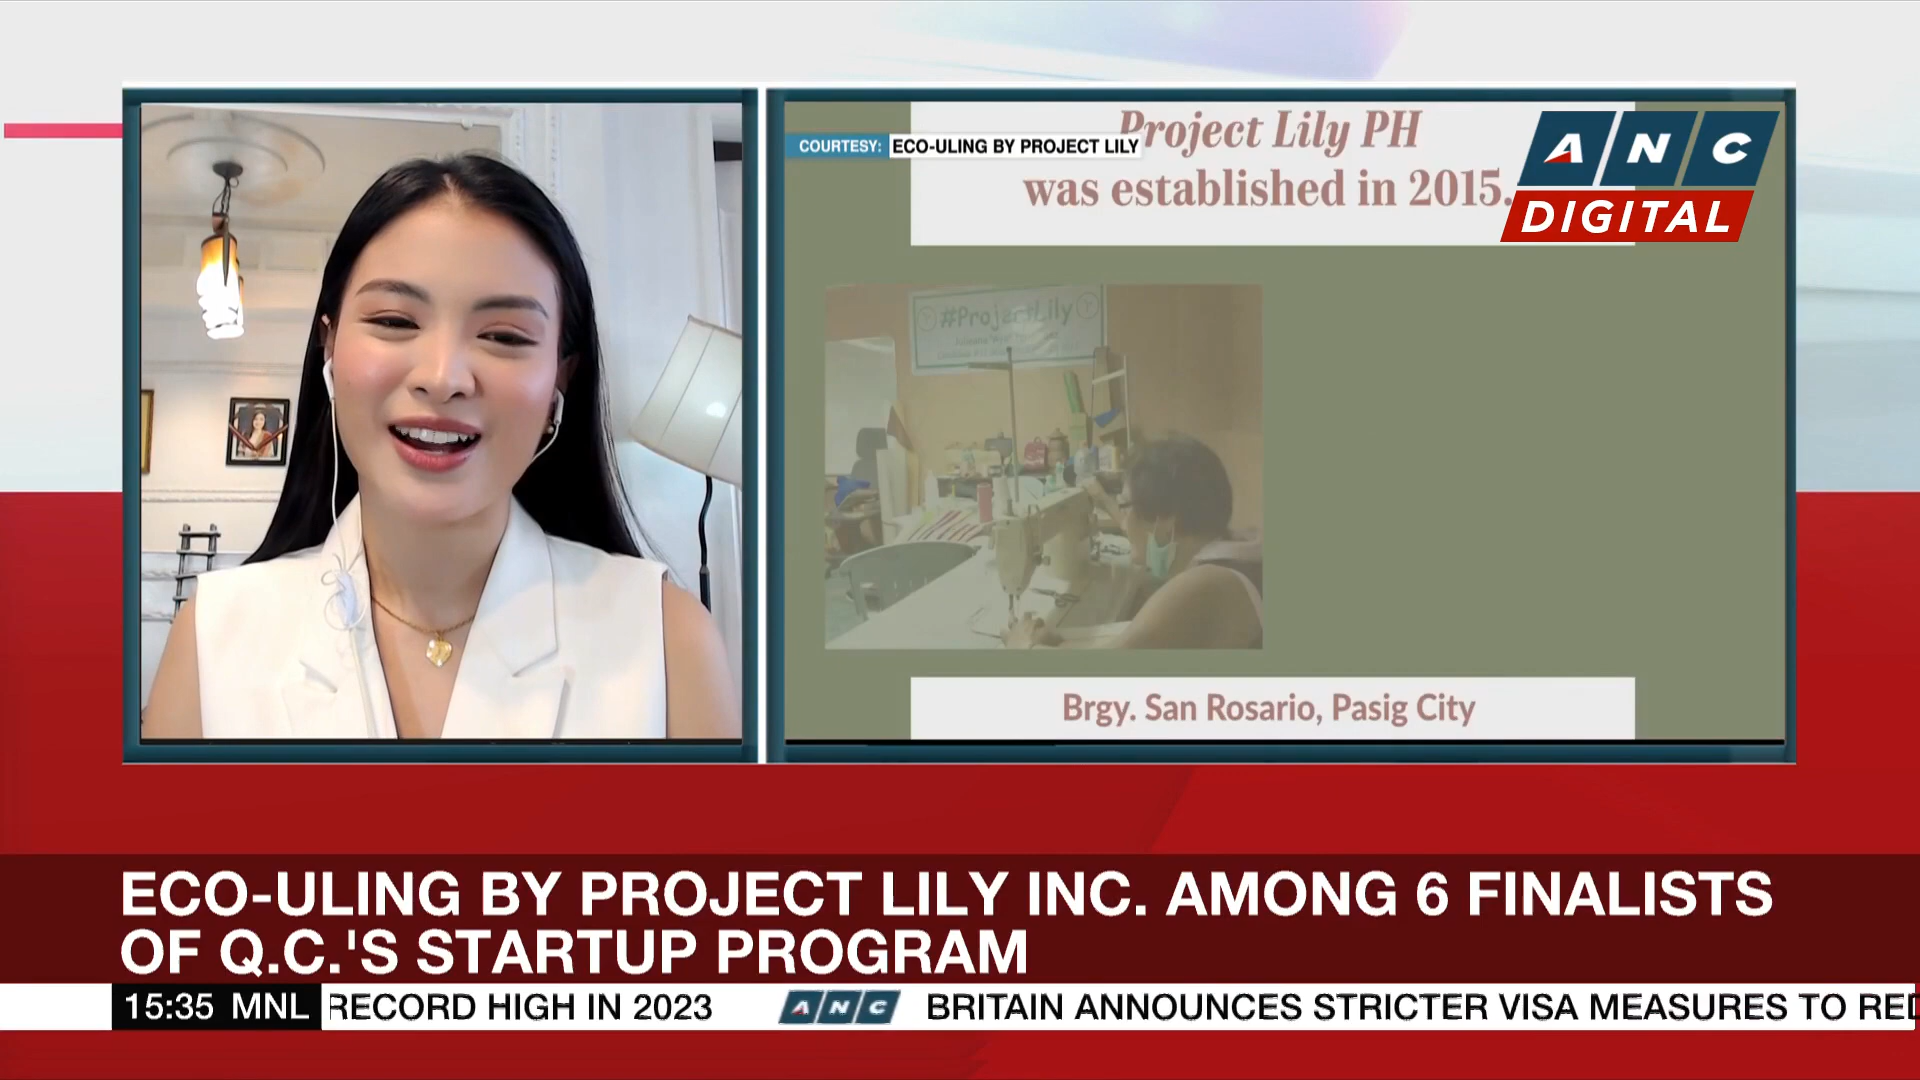 COURTESY: ECO-ULING BY PROJECT LILY
Project Lily PH
was established in 2015.
ANC
DIGITAL
#ProjectLily
Brgy. San Rosario, Pasig City
ECO-ULING BY PROJECT LILY INC. AMONG 6 FINALISTS
OF Q.C.'S STARTUP PROGRAM
15:35 MNL RECORD HIGH IN 2023 ANC BRITAIN ANNOUNCES STRICTER VISA MEASURES TO